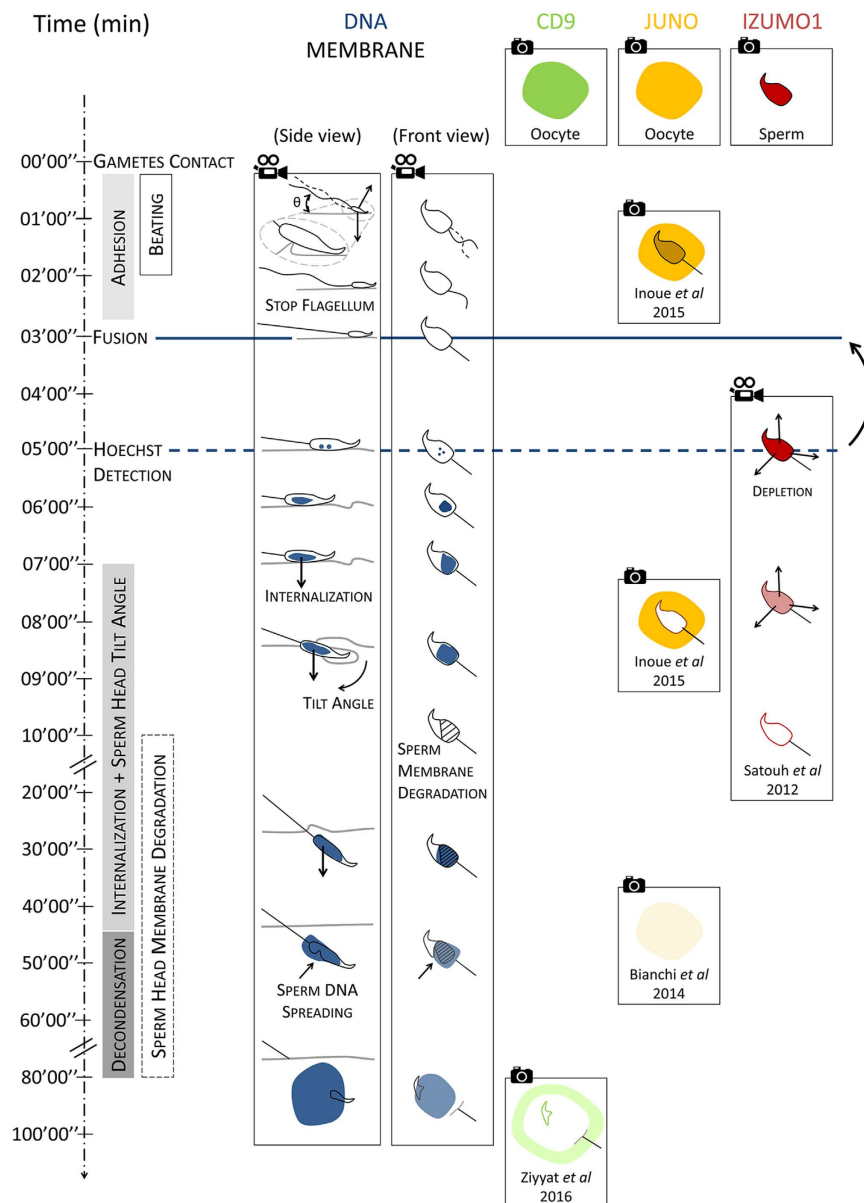 Time (min)
DNA
MEMBRANE
CD9
JUNO
IZUMO1
Oocyte
Oocyte
Sperm
(Side view)
(Front view)
00’00’’
GAMETES CONTACT
01’00’’
02’00’’
03’00’’
04’00’’
05’00’’
06’00’’
07’00’’
08’00’’
09’00’’
10’00’’
20’00’’
30’00’’
40’00’’
50’00’’
60’00’’
80’00’’
100’00’’
ADHESION
BEATING
FUSION
HOECHST
DETECTION
INTERNALIZATION + SPERM HEAD TILT ANGLE
DECONDENSATION
SPERM HEAD MEMBRANE DEGRADATION
θ
STOP FLAGELLUM
INTERNALIZATION
TILT ANGLE
SPERM DNA
SPREADING
SPERM
MEMBRANE
DEGRADATION
Inoue et al
2015
Inoue et al
2015
Bianchi et al
2014
DEPLETION
Satouh et al
2012
Ziyyat et al
2016